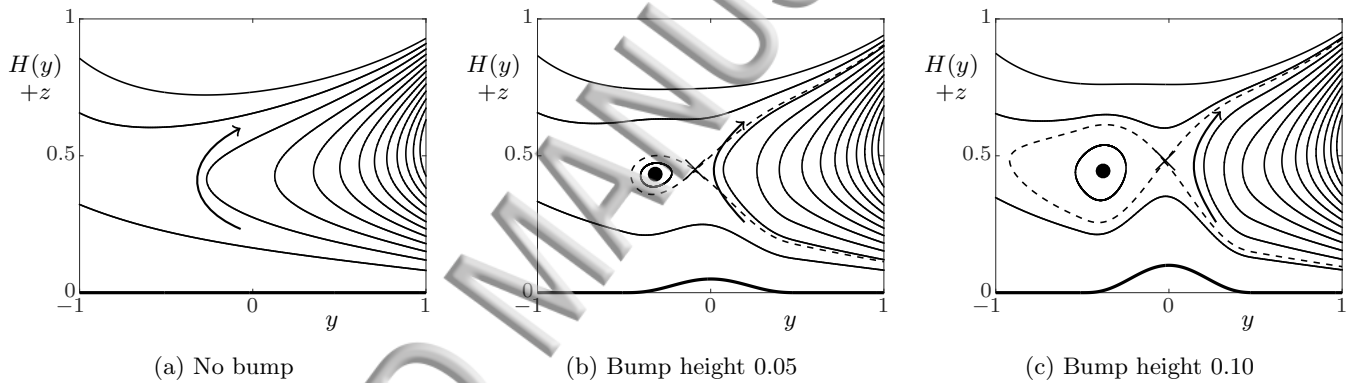 1
H(y)
+z
0.5
0
−1
0
1
y
(a) No bump
1
H(y)
+z
0.5
0
−1
0
1
y
(b) Bump height 0.05
1
H(y)
+z
0.5
0
−1
0
1
y
(c) Bump height 0.10
D MANUS